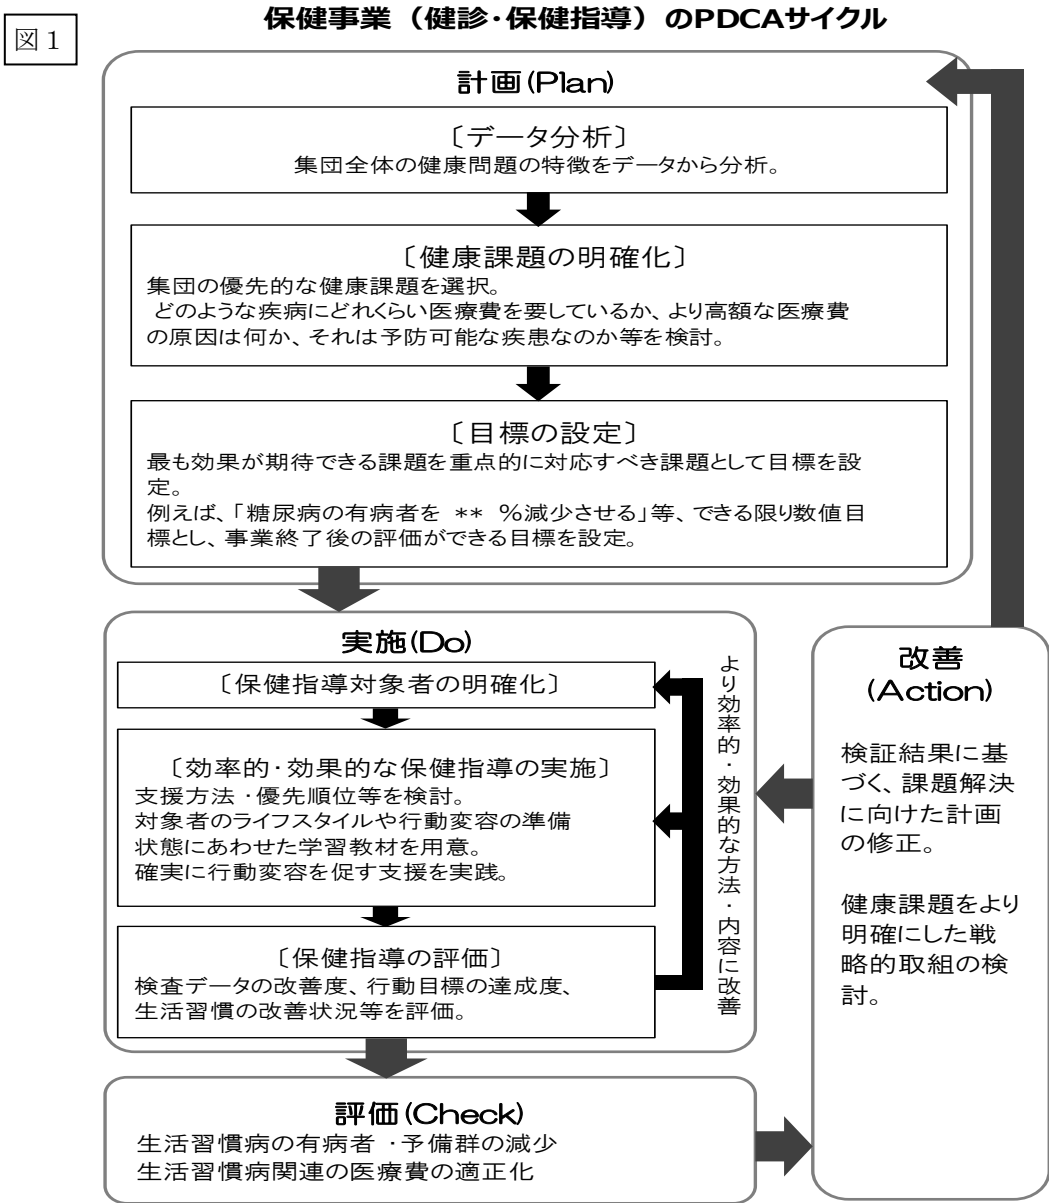 保健事業（健診・保健指導）のPDCAサイクル
図１
計画(Plan)
〔データ分析〕
集団全体の健康問題の特徴をデータから分析。
〔健康課題の明確化〕
集団の優先的な健康課題を選択。
どのような疾病にどれくらい医療費を要しているか、より高額な医療費
の原因は何か、それは予防可能な疾患なのか等を検討。
〔目標の設定〕
最も効果が期待できる課題を重点的に対応すべき課題として目標を設
定。
例えば、「糖尿病の有病者を ** %減少させる」等、できる限り数値目
標とし、事業終了後の評価ができる目標を設定。
実施(Do)
〔保健指導対象者の明確化〕
〔効率的・効果的な保健指導の実施〕
支援方法・優先順位等を検討。
対象者のライフスタイルや行動変容の準備
状態にあわせた学習教材を用意。
確実に行動変容を促す支援を実践。
〔保健指導の評価〕
検査データの改善度、行動目標の達成度、
生活習慣の改善状況等を評価。
より効率的・効果的な方法・内容に改善
評価(Check)
生活習慣病の有病者・予備群の減少
生活習慣病関連の医療費の適正化
改善
(Action)
検証結果に基
づく、課題解決
に向けた計画
の修正。
健康課題をより
明確にした戦
略的取組の検
討。